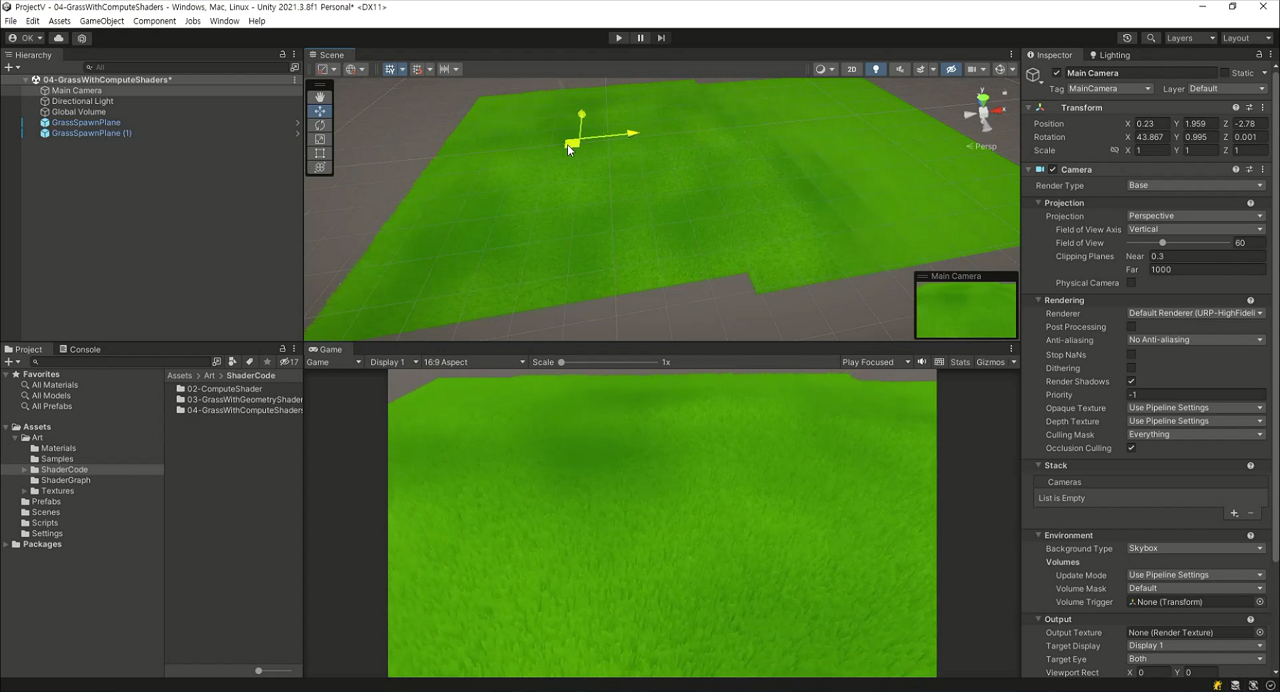 ProjectV - 04-GrassWithComputeShaders - Windows, Mac, Linux - Unity 2021.3.8f1 Personal* <DX11>
File Edit Assets GameObject Component Jobs Window Help
OK
Layers
Layout
Hierarchy
All
04-GrassWithComputeShaders*
Main Camera
Directional Light
Global Volume
GrassSpawnPlane
GrassSpawnPlane (1)
Scene
2D
Persp
Main Camera
Project
Console
17
Favorites
All Materials
All Models
All Prefabs
Assets
Art
Materials
Samples
ShaderCode
ShaderGraph
Textures
Prefabs
Scenes
Scripts
Settings
Packages
Assets > Art > ShaderCode
02-ComputeShader
03-GrassWithGeometryShader
04-GrassWithComputeShaders
Game
Game Display 1 16:9 Aspect Scale 1x Play Focused Stats Gizmos
Inspector
Lighting
Main Camera Static
Tag MainCamera Layer Default
Transform
Position X 0.23 Y 1.959 Z -2.78
Rotation X 43.867 Y 0.995 Z 0.001
Scale X 1 Y 1 Z 1
Camera
Render Type Base
Projection
Projection Perspective
Field of View Axis Vertical
Field of View 60
Clipping Planes Near 0.3
Far 1000
Physical Camera
Rendering
Renderer Default Renderer (URP-HighFideli
Post Processing
Anti-aliasing No Anti-aliasing
Stop NaNs
Dithering
Render Shadows
Priority -1
Opaque Texture Use Pipeline Settings
Depth Texture Use Pipeline Settings
Culling Mask Everything
Occlusion Culling
Stack
Cameras
List is Empty
Environment
Background Type Skybox
Volumes
Update Mode Use Pipeline Settings
Volume Mask Default
Volume Trigger None (Transform)
Output
Output Texture None (Render Texture)
Target Display Display 1
Target Eye Both
Viewport Rect X 0 Y 0